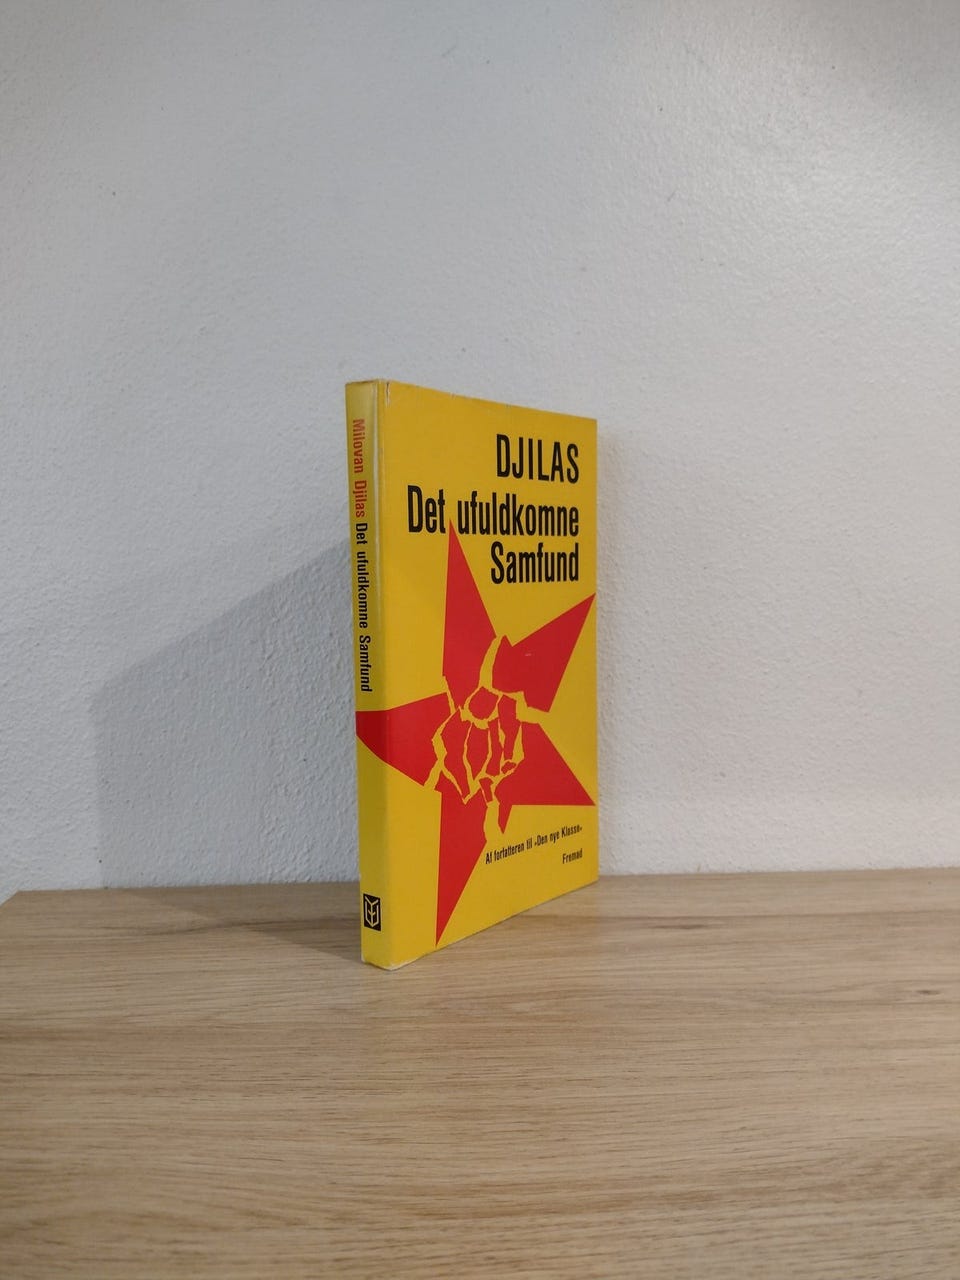 Milovan Djilas Det ufuldkomne Samfund
DJILAS
Det ufuldkomne
Samfund
Af forfatteren til »Den nye Klasse«
Fremad